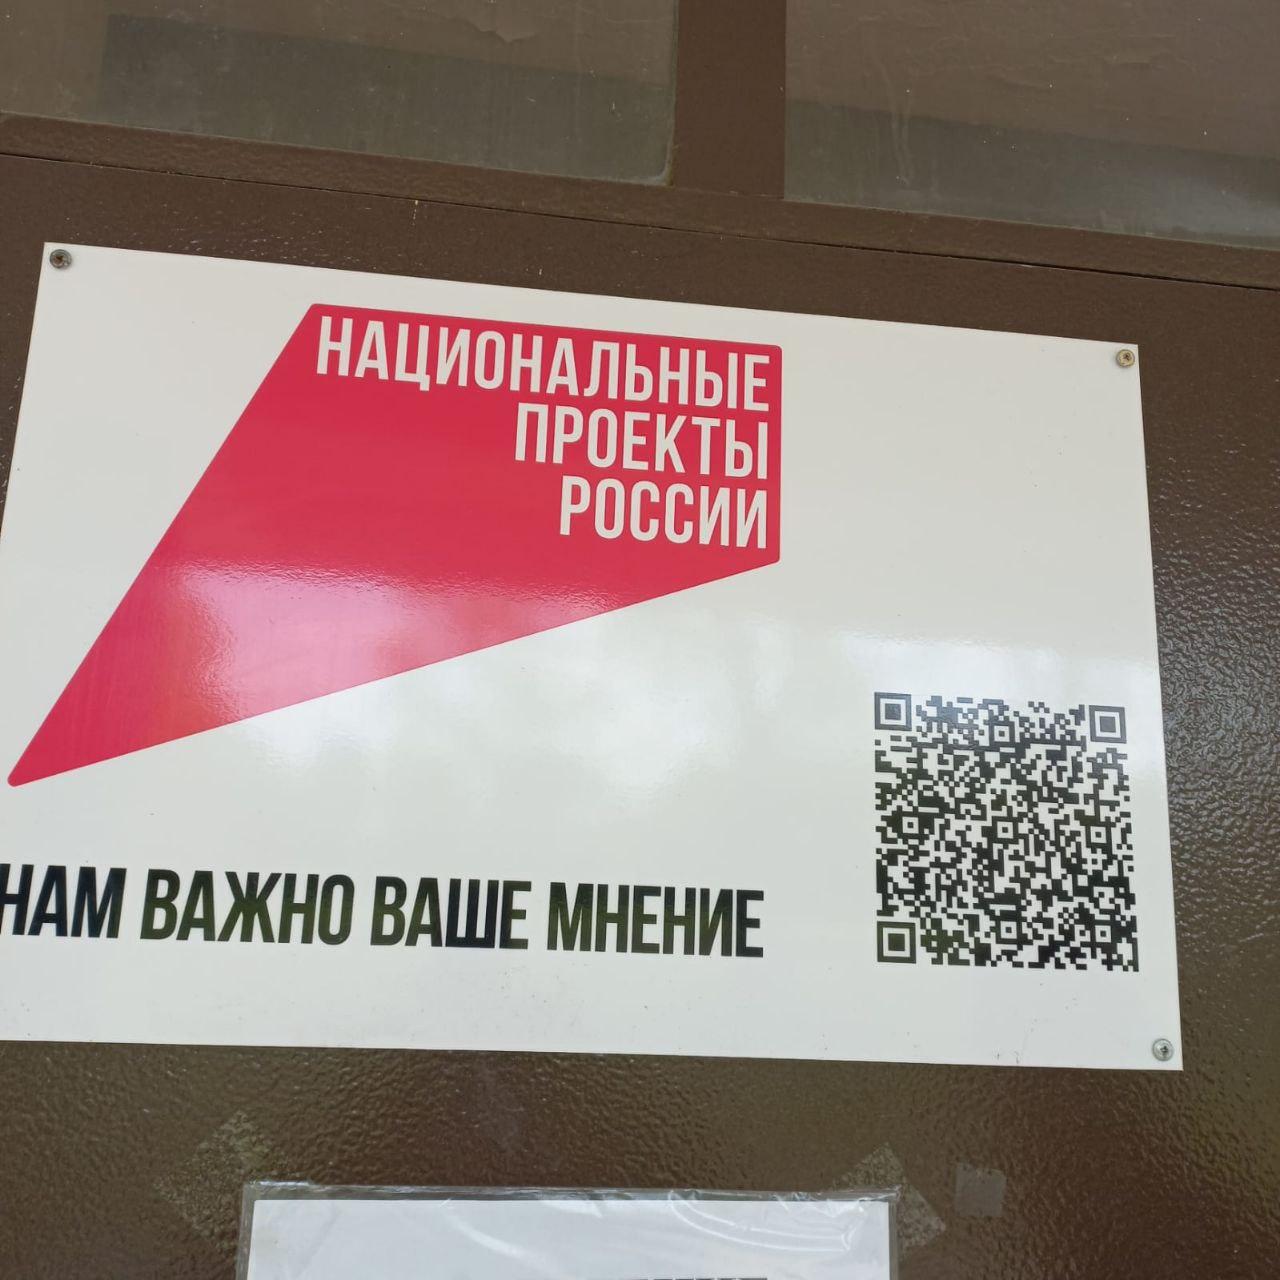 НАЦИОНАЛЬНЫЕ
ПРОЕКТЫ
РОССИИ
НАМ ВАЖНО ВАШЕ МНЕНИЕ